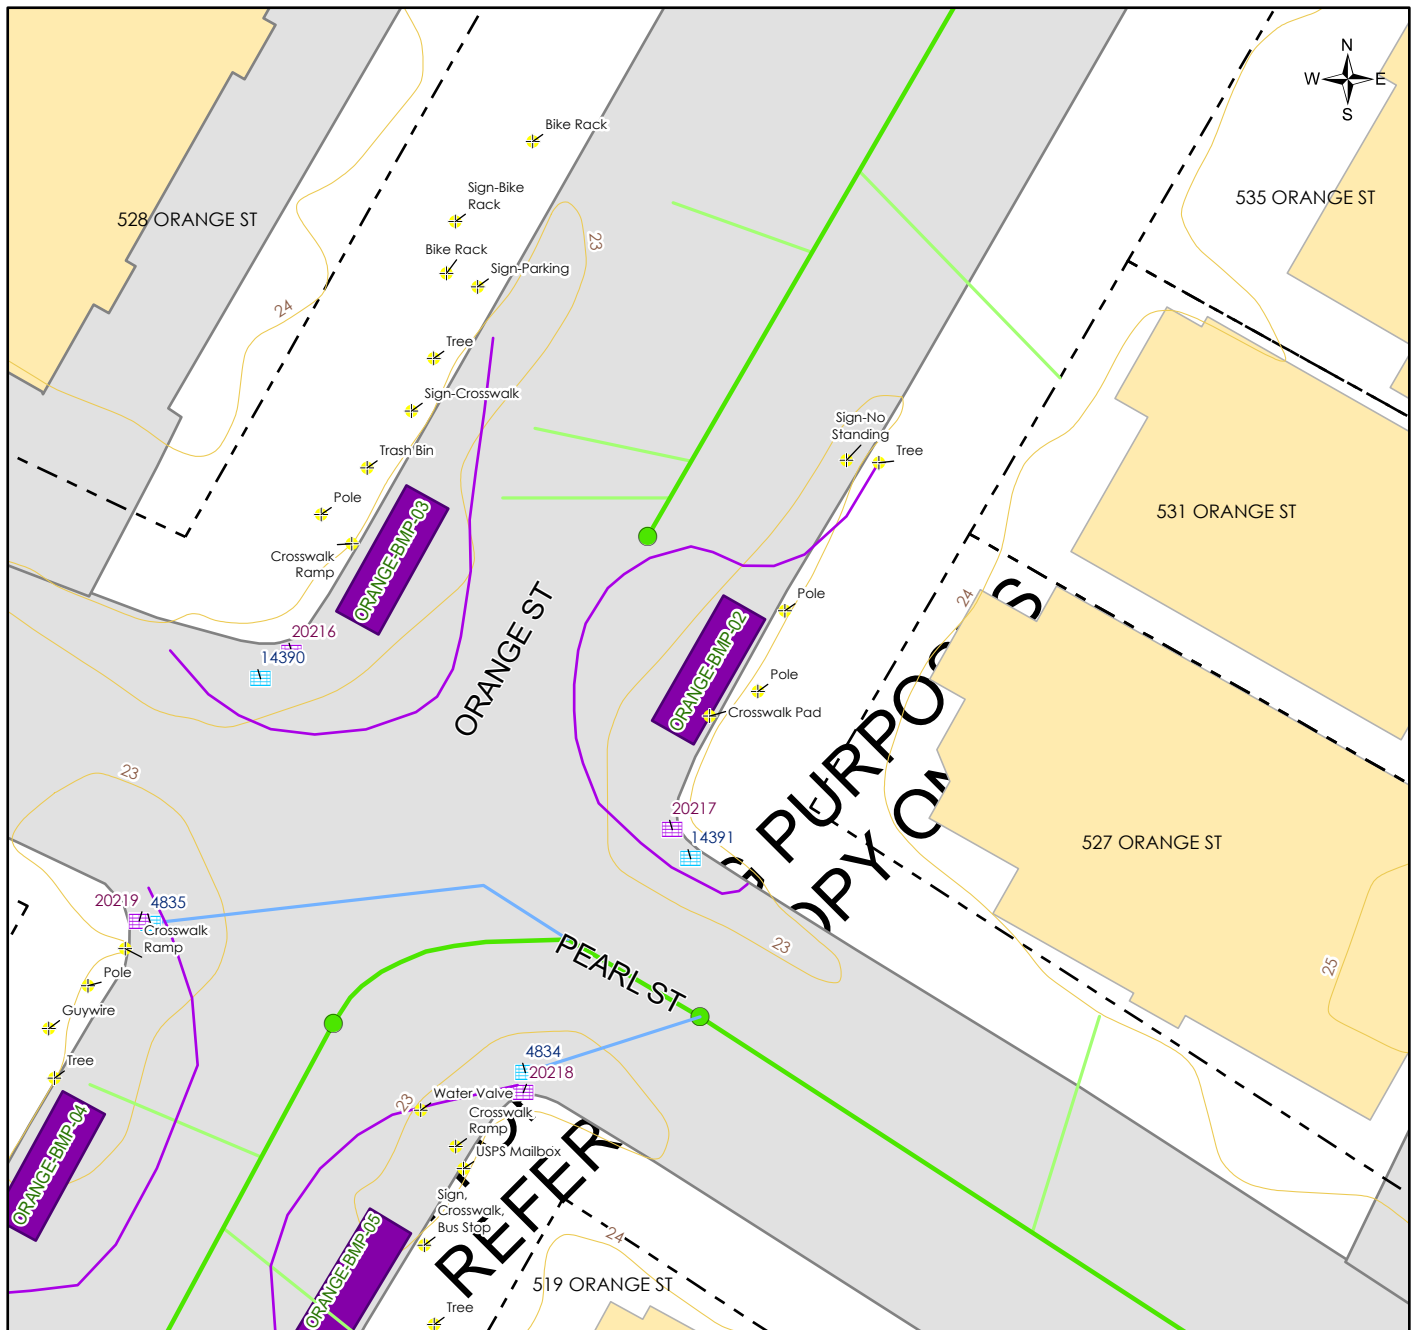 N
W E
S
Bike Rack
Sign-Bike
Rack
528 ORANGE ST
535 ORANGE ST
23
Bike Rack
Sign-Parking
24
Tree
Sign-Crosswalk
Sign-No
Standing
Tree
Trash Bin
Pole
531 ORANGE ST
Crosswalk
Ramp
ORANGE-BMP-03
24
Pole
20216
14390
ORANGE ST
ORANGE-BMP-02
Pole
Crosswalk Pad
23
PURPO
S
20217
14391
OPY ON
527 ORANGE ST
20219
4835
Crosswalk
Ramp
PEARL ST
23
25
Pole
Guywire
Tree
4834
20218
Water Valve
23
Crosswalk
Ramp
USPS Mailbox
ORANGE-BMP-04
Sign,
Crosswalk,
Bus Stop
REFER
24
ORANGE-BMP-05
519 ORANGE ST
Tree